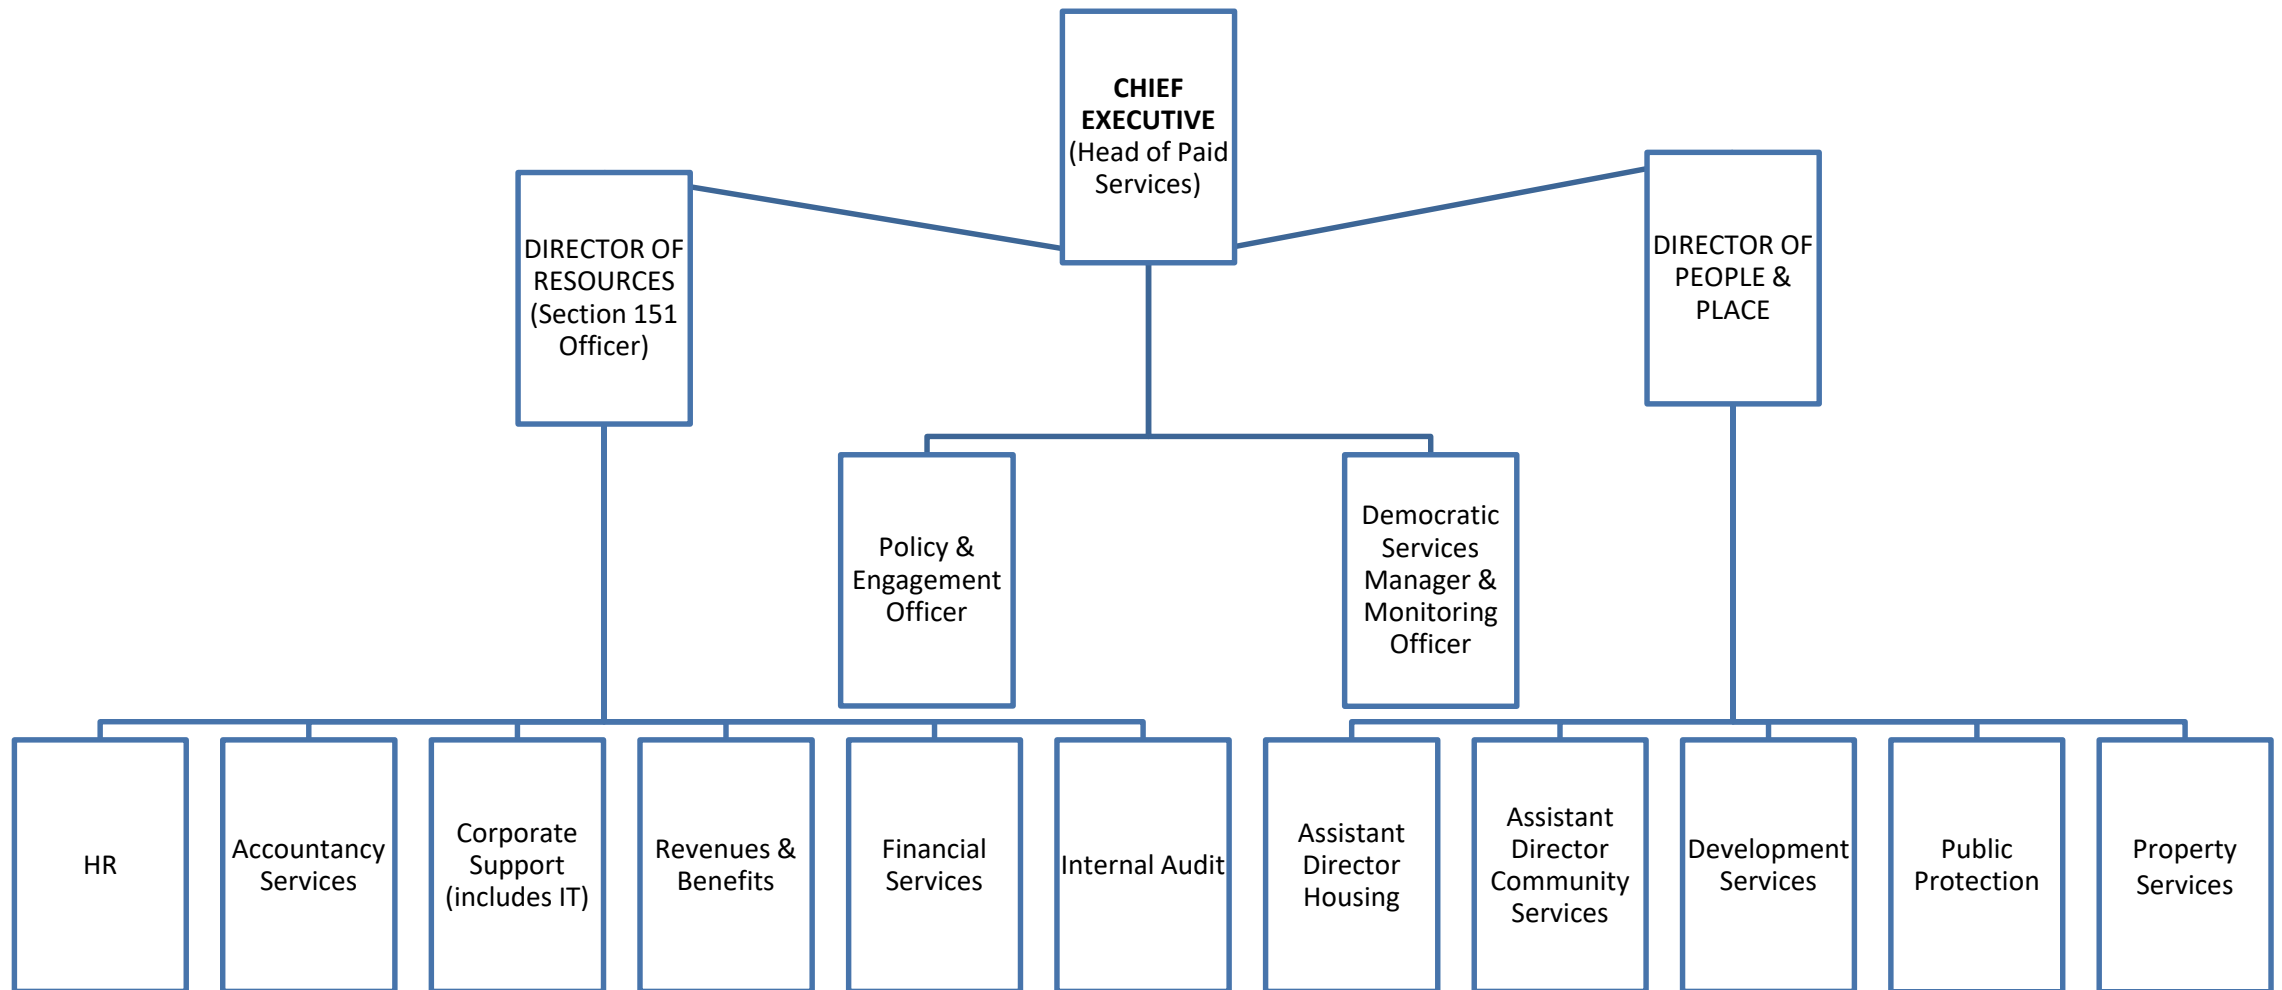 CHIEF
EXECUTIVE
(Head of Paid
Services)
DIRECTOR OF
RESOURCES
(Section 151
Officer)
DIRECTOR OF
PEOPLE &
PLACE
Policy &
Engagement
Officer
Democratic
Services
Manager &
Monitoring
Officer
HR
Accountancy
Services
Corporate
Support
(includes IT)
Revenues &
Benefits
Financial
Services
Internal Audit
Assistant
Director
Housing
Assistant
Director
Community
Services
Development
Services
Public
Protection
Property
Services